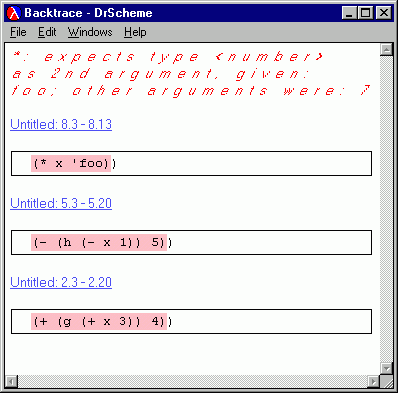 Backtrace - DrScheme
File Edit Windows Help
*: expects type <number>
as 2nd argument, given:
foo; other arguments were: 7
Untitled: 8.3 - 8.13
(* x 'foo))
Untitled: 5.3 - 5.20
(- (h (- x 1)) 5))
Untitled: 2.3 - 2.20
(+ (g (+ x 3)) 4))